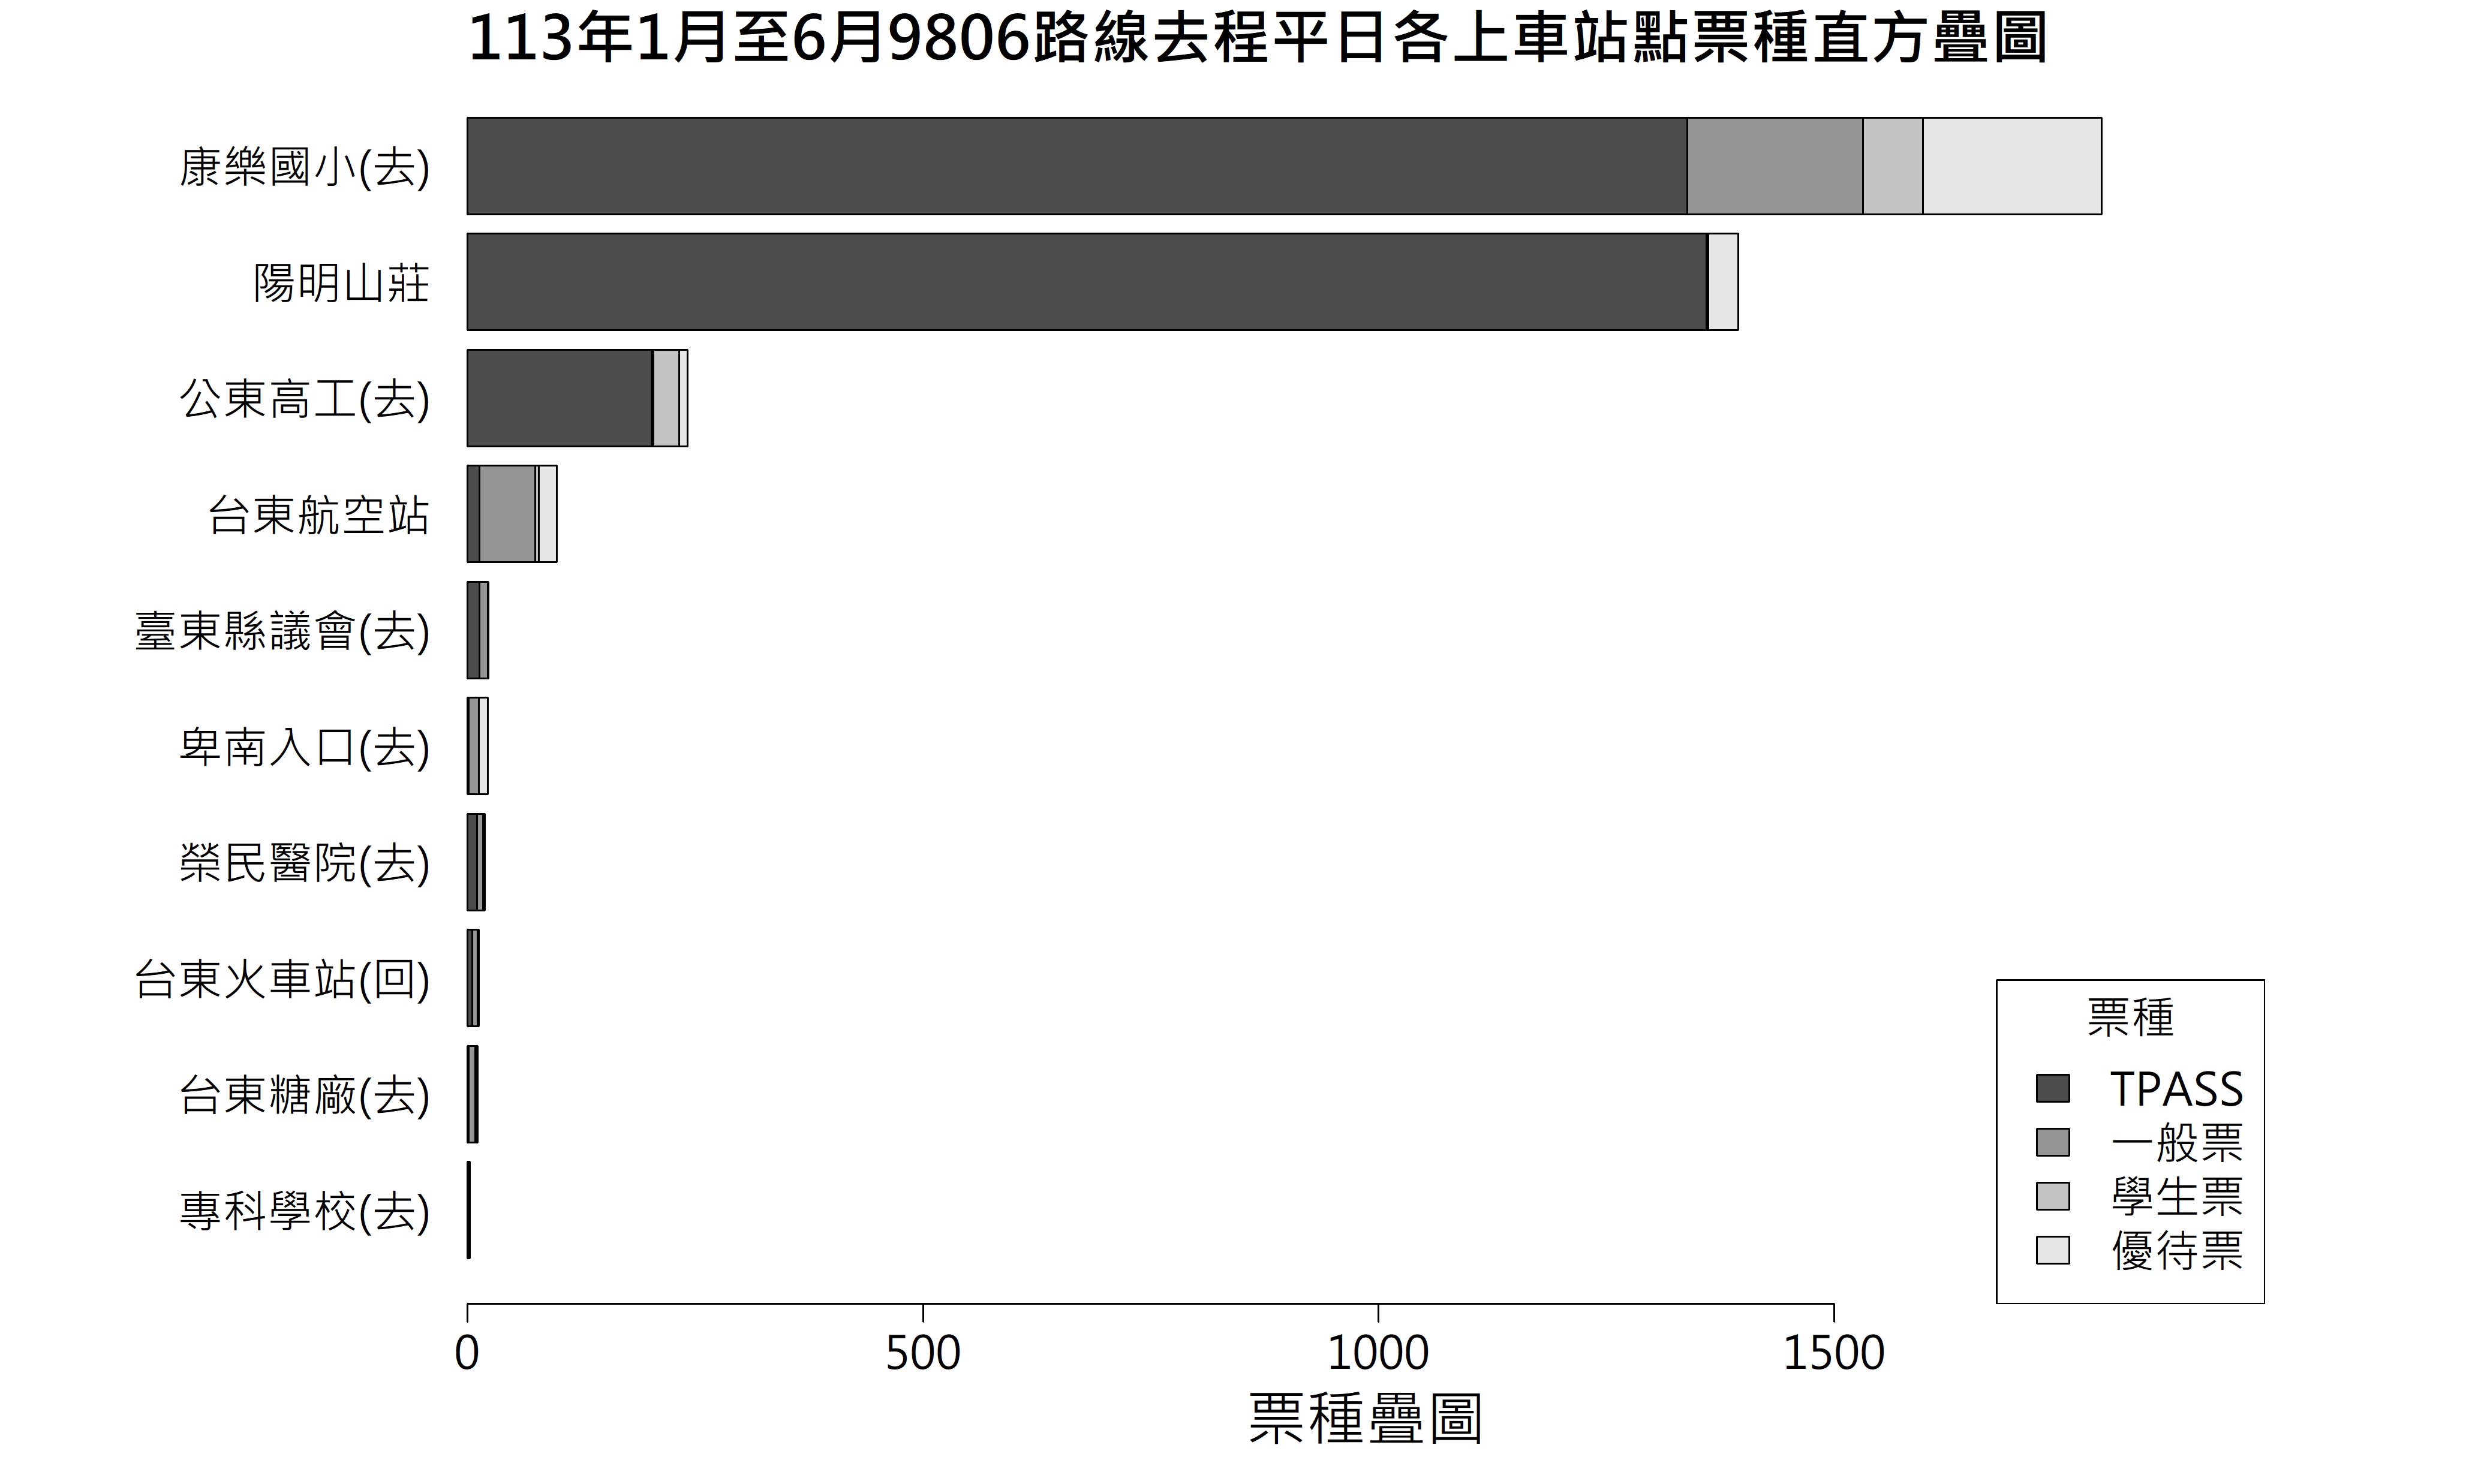 113年1月至6月9806路線去程平日各上車站點票種直方疊圖
康樂國小(去)
陽明山莊
公東高工(去)
台東航空站
臺東縣議會(去)
卑南入口(去)
榮民醫院(去)
台東火車站(回)
台東糖廠(去)
專科學校(去)
票種
TPASS
一般票
學生票
優待票
0 500 1000 1500
票種疊圖